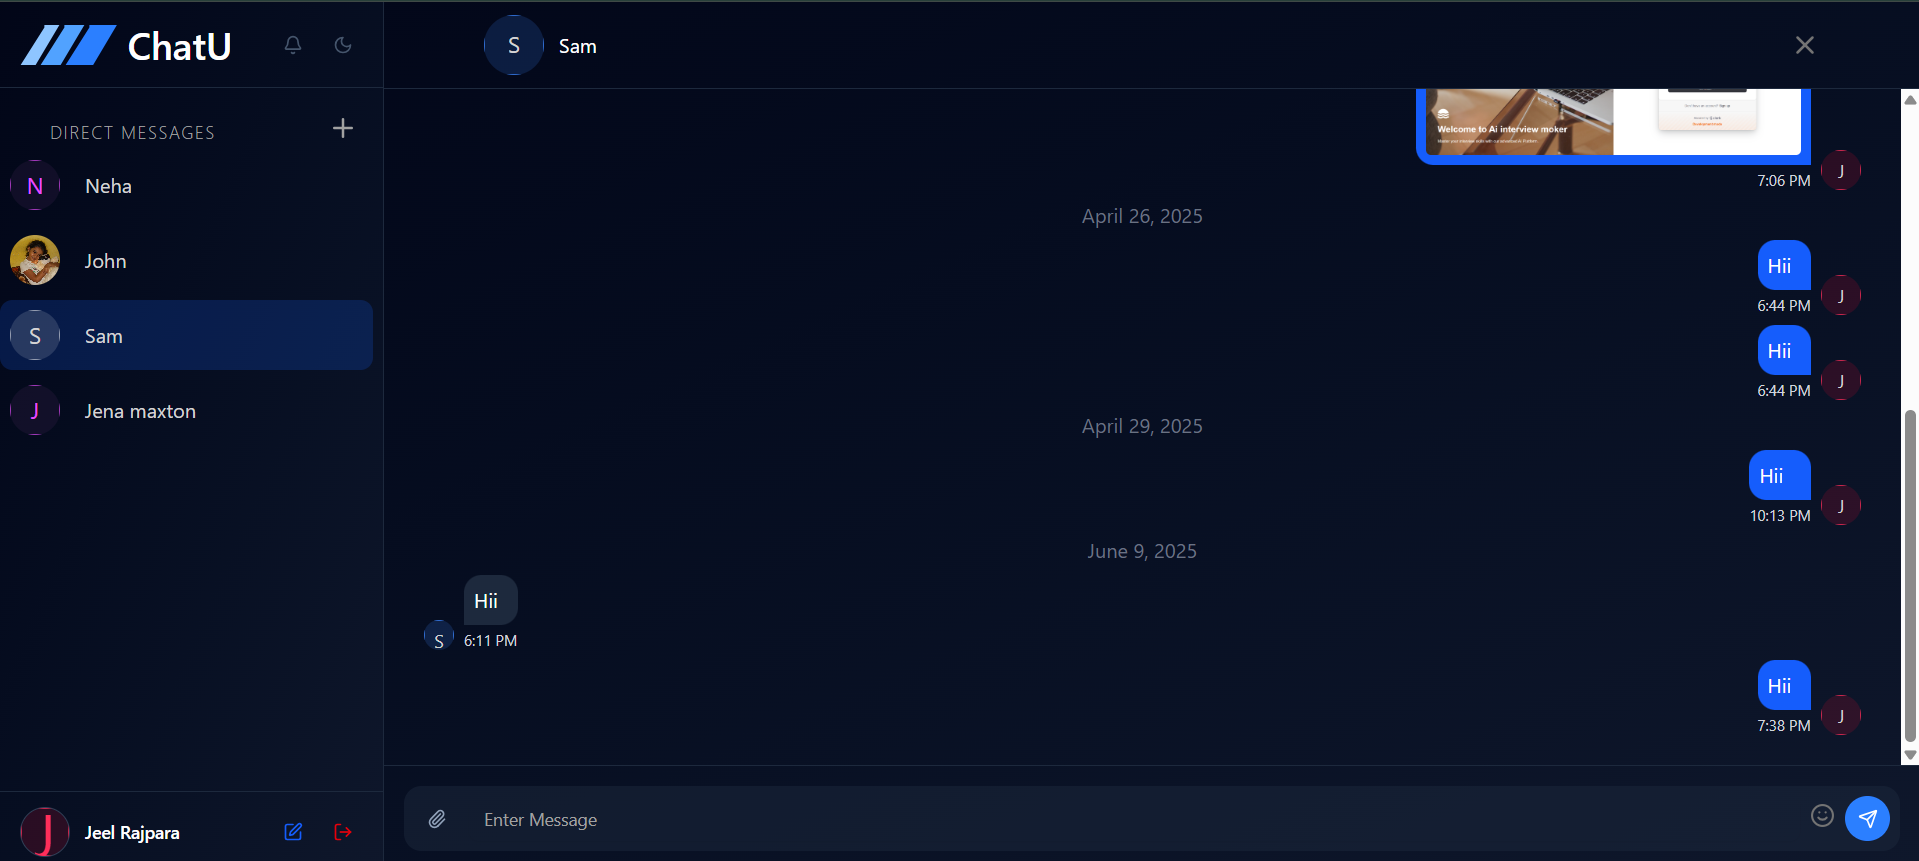 ChatU
DIRECT MESSAGES
N
Neha
John
S
Sam
J
Jena maxton
J
Jeel Rajpara
S
Sam
Welcome to Ai interview moker
7:06 PM
J
April 26, 2025
Hii
6:44 PM
J
Hii
6:44 PM
J
April 29, 2025
Hii
10:13 PM
J
June 9, 2025
Hii
S
6:11 PM
Hii
7:38 PM
J
Enter Message